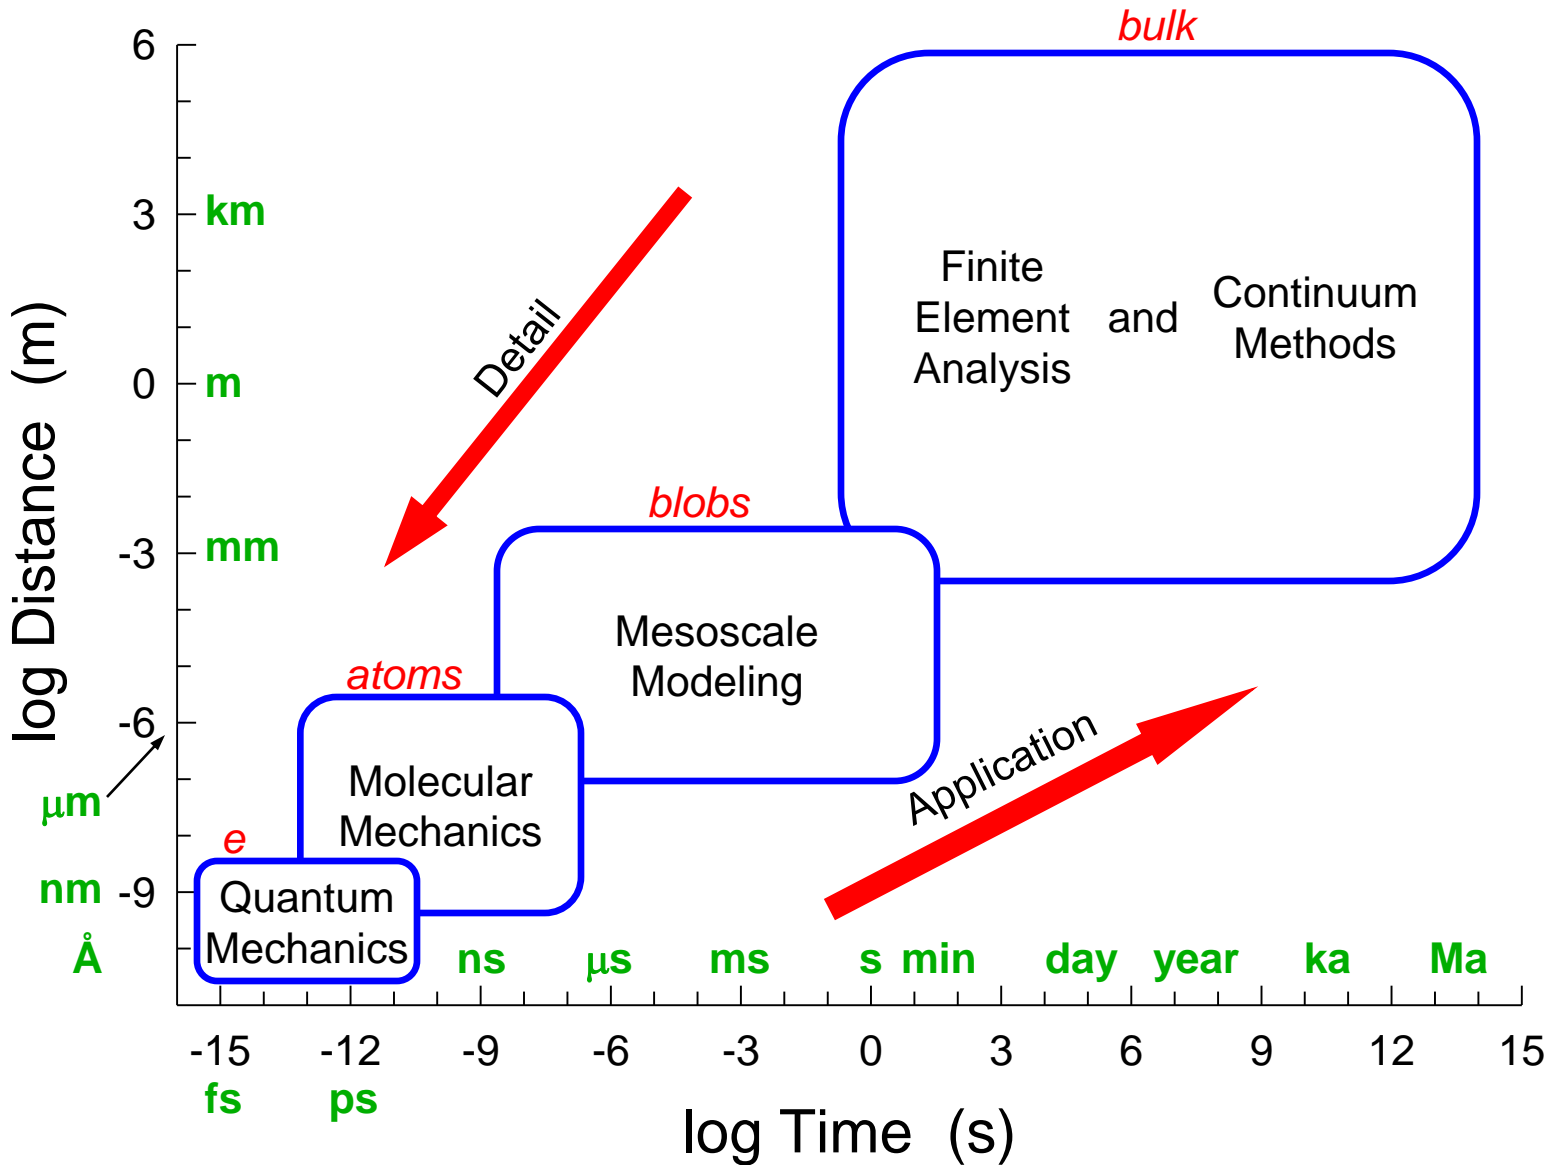 bulk
6
3
km
Finite
Element
Analysis
and
Continuum
Methods
Detail
0
m
log Distance (m)
blobs
-3
mm
Mesoscale
Modeling
atoms
-6
μm
Molecular
Mechanics
Application
e
nm
-9
Quantum
Mechanics
Å
ns μs ms s min day year ka Ma
-15 -12 -9 -6 -3 0 3 6 9 12 15
fs ps
log Time (s)